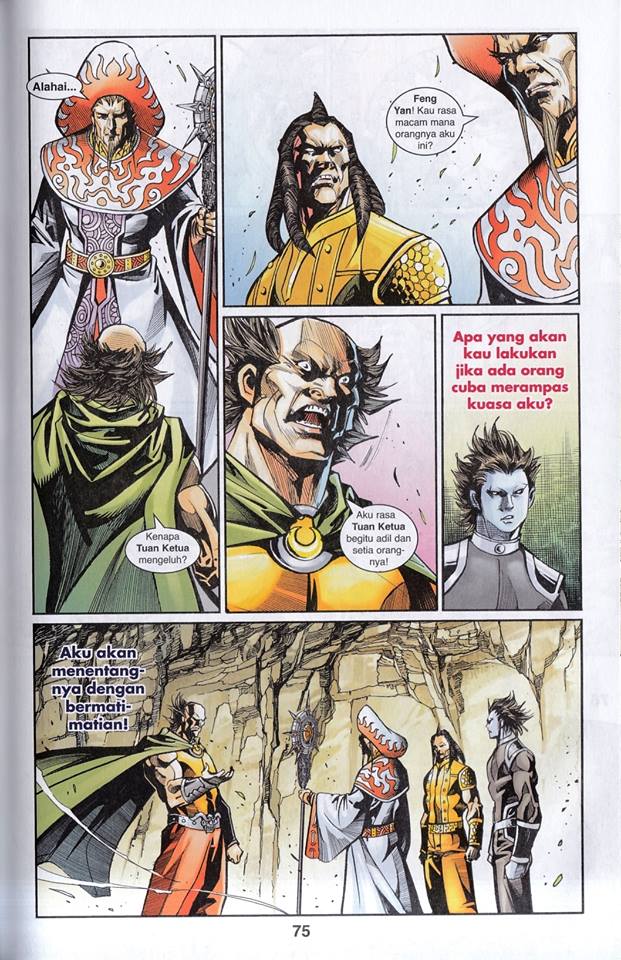 Alahai...
Kenapa
Tuan Ketua
mengeluh?
Feng
Yan! Kau rasa
macam mana
orangnya aku
ini?
Aku rasa
Tuan Ketua
begitu adil dan
setia orang-
nya!
Apa yang akan
kau lakukan
jika ada orang
cuba merampas
kuasa aku?
Aku akan
menentang-
nya dengan
bermati-
matian!
75